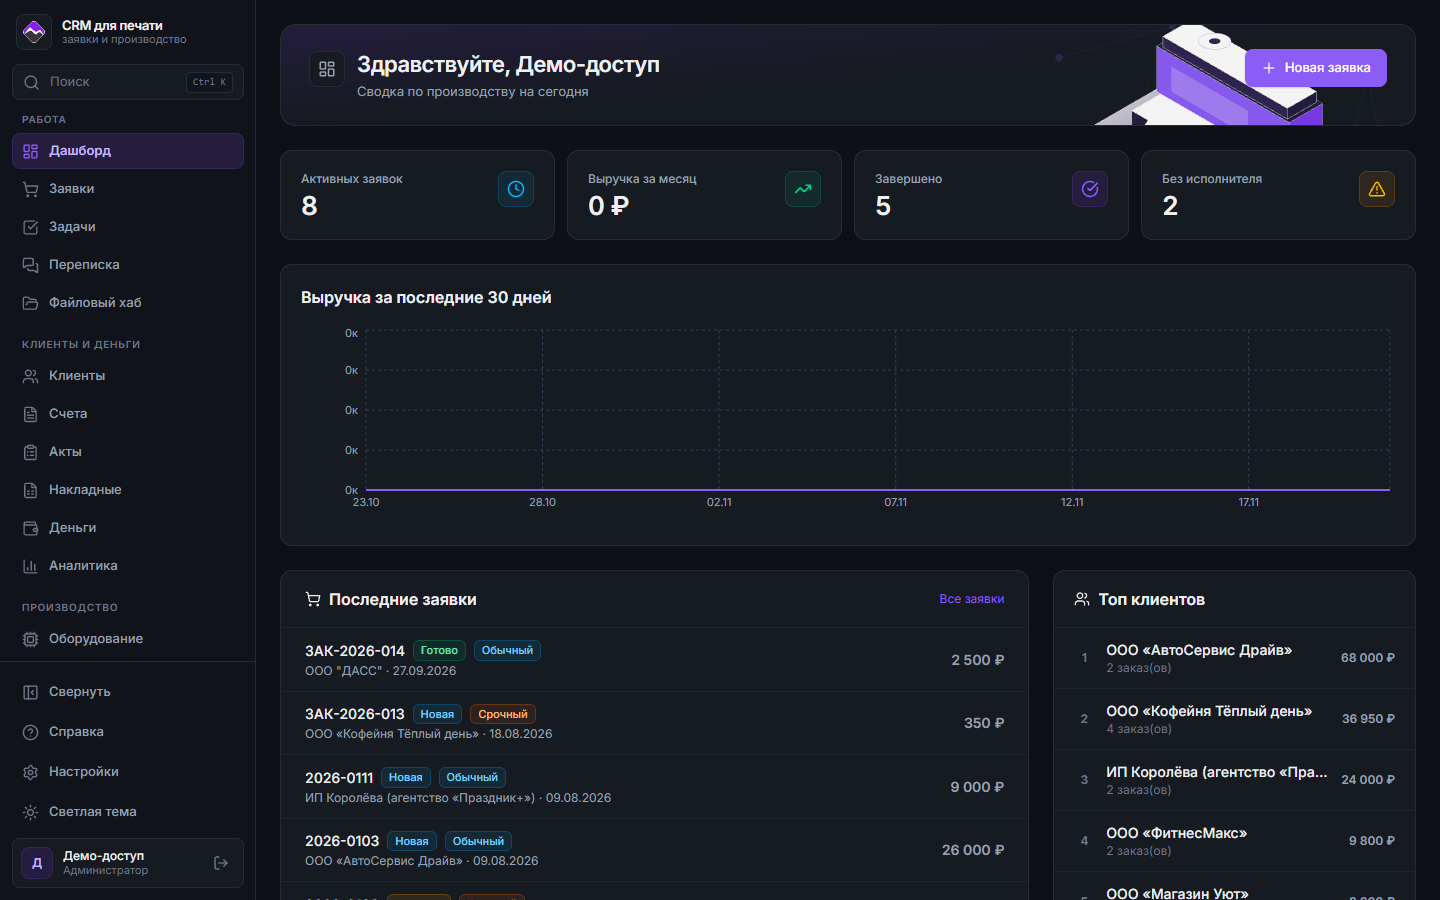 CRM для печати
заявки и производство
Поиск
Ctrl K
РАБОТА
Дашборд
Заявки
Задачи
Переписка
Файловый хаб
КЛИЕНТЫ И ДЕНЬГИ
Клиенты
Счета
Акты
Накладные
Деньги
Аналитика
ПРОИЗВОДСТВО
Оборудование
Свернуть
Справка
Настройки
Светлая тема
Д
Демо-доступ
Администратор
Здравствуйте, Демо-доступ
Сводка по производству на сегодня
Новая заявка
Активных заявок
8
Выручка за месяц
0 ₽
Завершено
5
Без исполнителя
2
Выручка за последние 30 дней
0к
0к
0к
0к
0к
23.10 28.10 02.11 07.11 12.11 17.11
Последние заявки
Все заявки
ЗАК-2026-014 Готово Обычный
ООО "ДАСС" · 27.09.2026
2 500 ₽
ЗАК-2026-013 Новая Срочный
ООО «Кофейня Тёплый день» · 18.08.2026
350 ₽
2026-0111 Новая Обычный
ИП Королёва (агентство «Праздник+») · 09.08.2026
9 000 ₽
2026-0103 Новая Обычный
ООО «АвтоСервис Драйв» · 09.08.2026
26 000 ₽
Топ клиентов
1 ООО «АвтоСервис Драйв» 68 000 ₽
2 заказ(ов)
2 ООО «Кофейня Тёплый день» 36 950 ₽
4 заказ(ов)
3 ИП Королёва (агентство «Пра... 24 000 ₽
2 заказ(ов)
4 ООО «ФитнесМакс» 9 800 ₽
2 заказ(ов)
ООО «Магазин Уют»